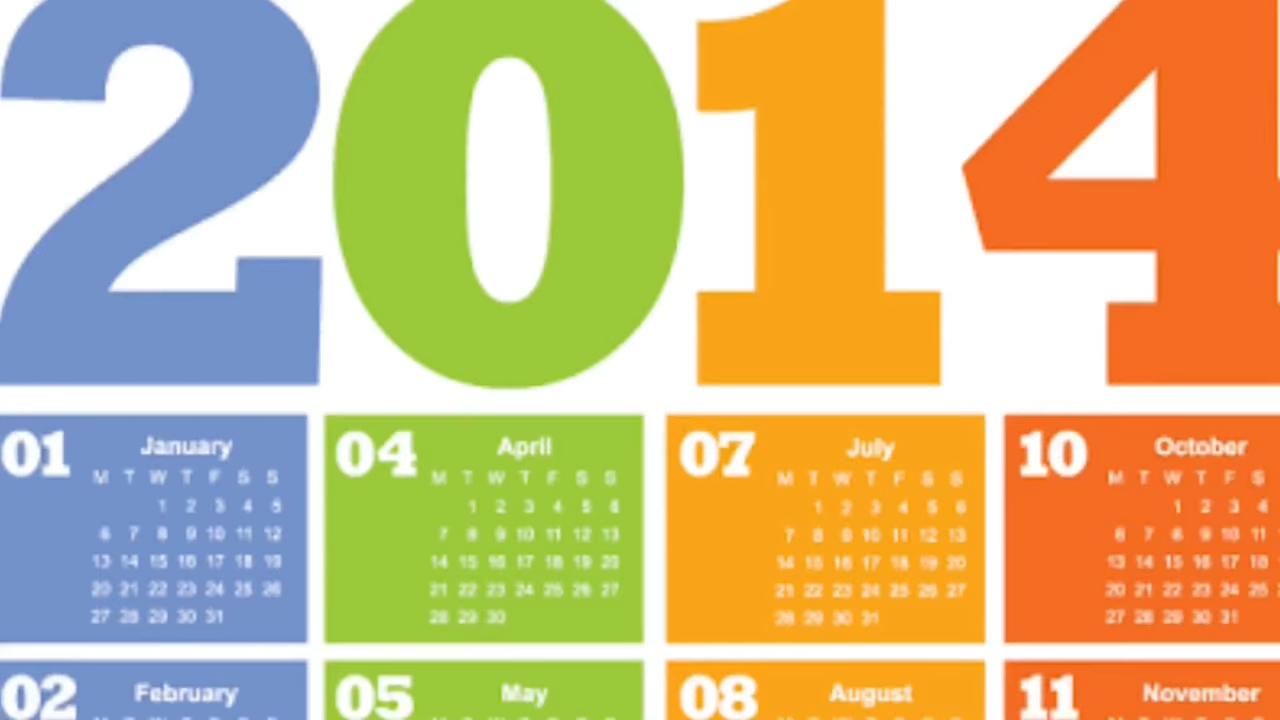 2014
01 January
M T W T F S S
1 2 3 4 5
6 7 8 9 10 11 12
13 14 15 16 17 18 19
20 21 22 23 24 25 26
27 28 29 30 31
04 April
M T W T F S S
1 2 3 4 5 6
7 8 9 10 11 12 13
14 15 16 17 18 19 20
21 22 23 24 25 26 27
28 29 30
07 July
M T W T F S S
1 2 3 4 5 6
7 8 9 10 11 12 13
14 15 16 17 18 19 20
21 22 23 24 25 26 27
28 29 30 31
10 October
M T W T F S
1 2 3 4
6 7 8 9 10 11
13 14 15 16 17 18
20 21 22 23 24 25
27 28 29 30 31
02 February
05 May
08 August
11 November